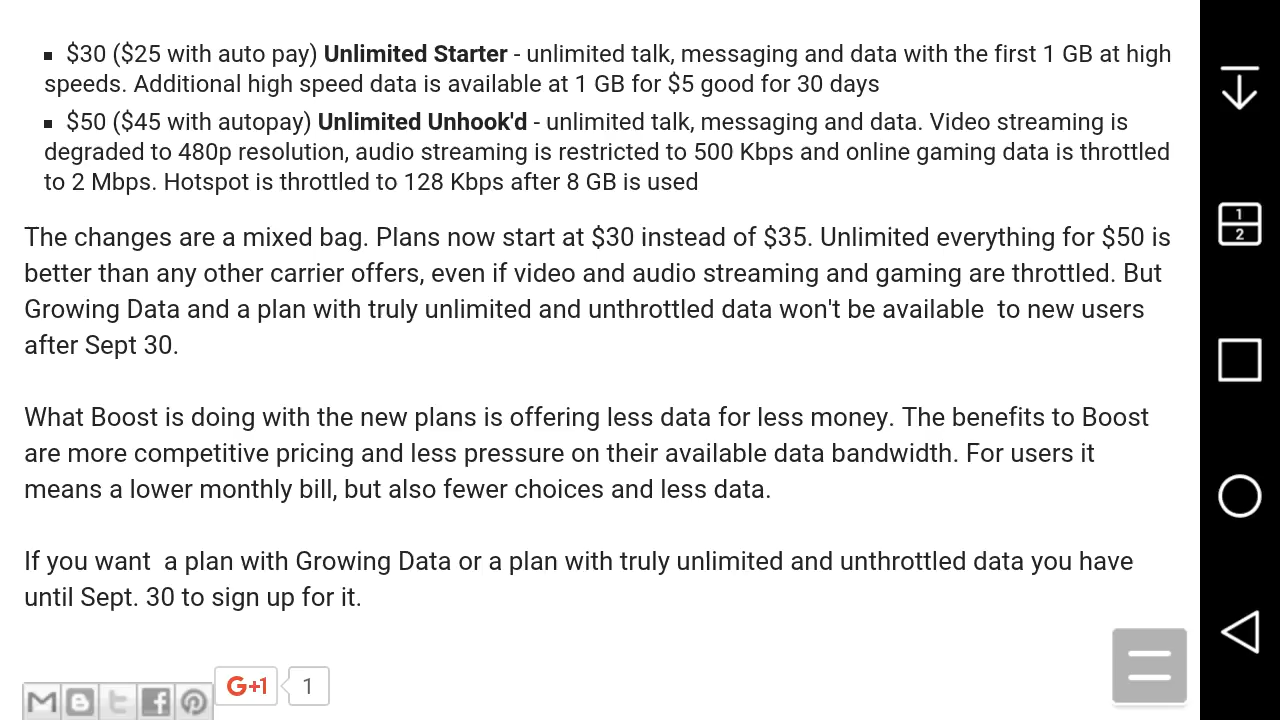 ▪ $30 ($25 with auto pay) Unlimited Starter - unlimited talk, messaging and data with the first 1 GB at high
speeds. Additional high speed data is available at 1 GB for $5 good for 30 days
▪ $50 ($45 with autopay) Unlimited Unhook'd - unlimited talk, messaging and data. Video streaming is
degraded to 480p resolution, audio streaming is restricted to 500 Kbps and online gaming data is throttled
to 2 Mbps. Hotspot is throttled to 128 Kbps after 8 GB is used
The changes are a mixed bag. Plans now start at $30 instead of $35. Unlimited everything for $50 is
better than any other carrier offers, even if video and audio streaming and gaming are throttled. But
Growing Data and a plan with truly unlimited and unthrottled data won't be available  to new users
after Sept 30.
What Boost is doing with the new plans is offering less data for less money. The benefits to Boost
are more competitive pricing and less pressure on their available data bandwidth. For users it
means a lower monthly bill, but also fewer choices and less data.
If you want  a plan with Growing Data or a plan with truly unlimited and unthrottled data you have
until Sept. 30 to sign up for it.
G+1 1
1
2